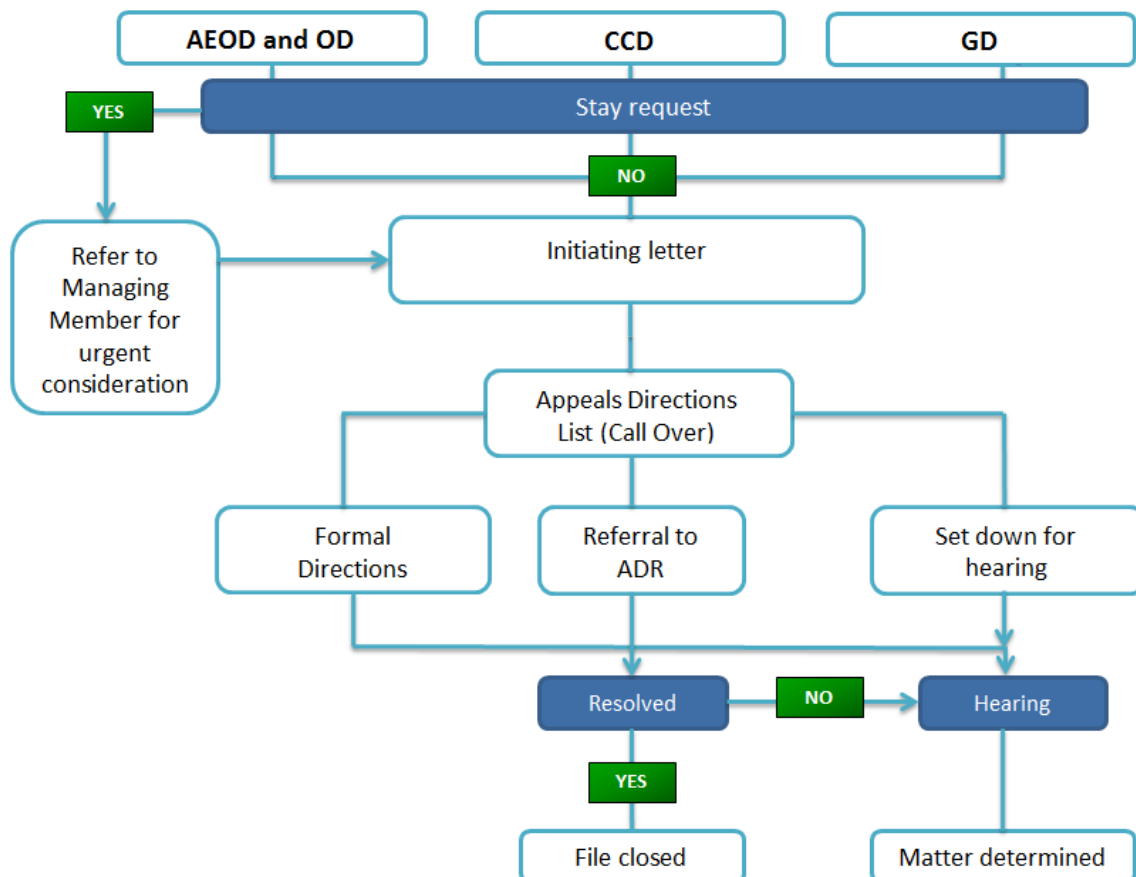 AEOD and OD
CCD
GD
YES
Stay request
NO
Refer to
Managing
Member for
urgent
consideration
Initiating letter
Appeals Directions
List (Call Over)
Formal
Directions
Referral to
ADR
Set down for
hearing
Resolved
NO
Hearing
YES
File closed
Matter determined